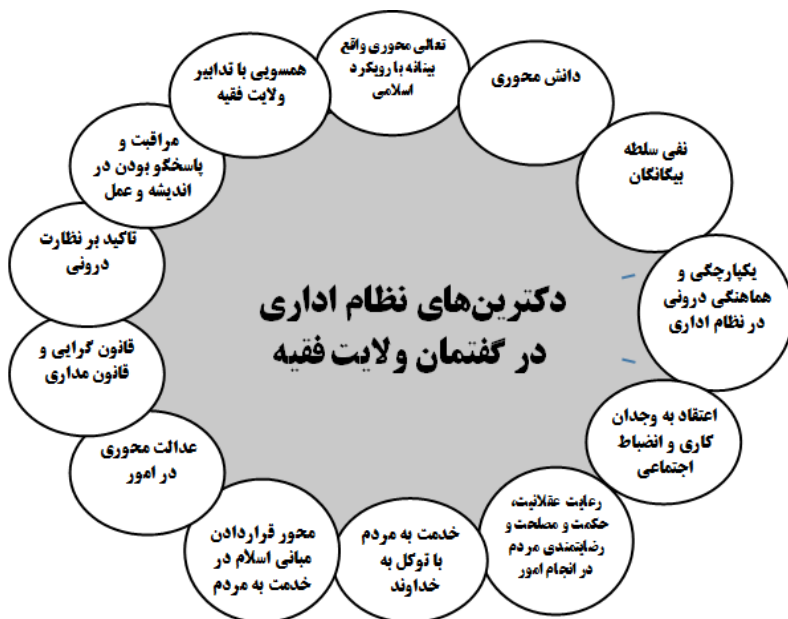 تعالی محوری واقع
بینانه با رویکرد
اسلامی
دانش محوری
نفی سلطه
بیگانگان
یکپارچگی و
هماهنگی درونی
در نظام اداری
اعتقاد به وجدان
کاری و انضباط
اجتماعی
رعایت عقلانیت،
حکمت و مصلحت و
رضایتمندی مردم
در انجام امور
خدمت به مردم
با توکل به
خداوند
محور قراردادن
مبانی اسلام در
خدمت به مردم
عدالت محوری
در امور
قانون گرایی و
قانون مداری
تاکید بر نظارت
درونی
مراقبت و
پاسخگو بودن در
اندیشه و عمل
همسویی با تدابیر
ولایت فقیه
دکترین‌های نظام اداری
در گفتمان ولایت فقیه